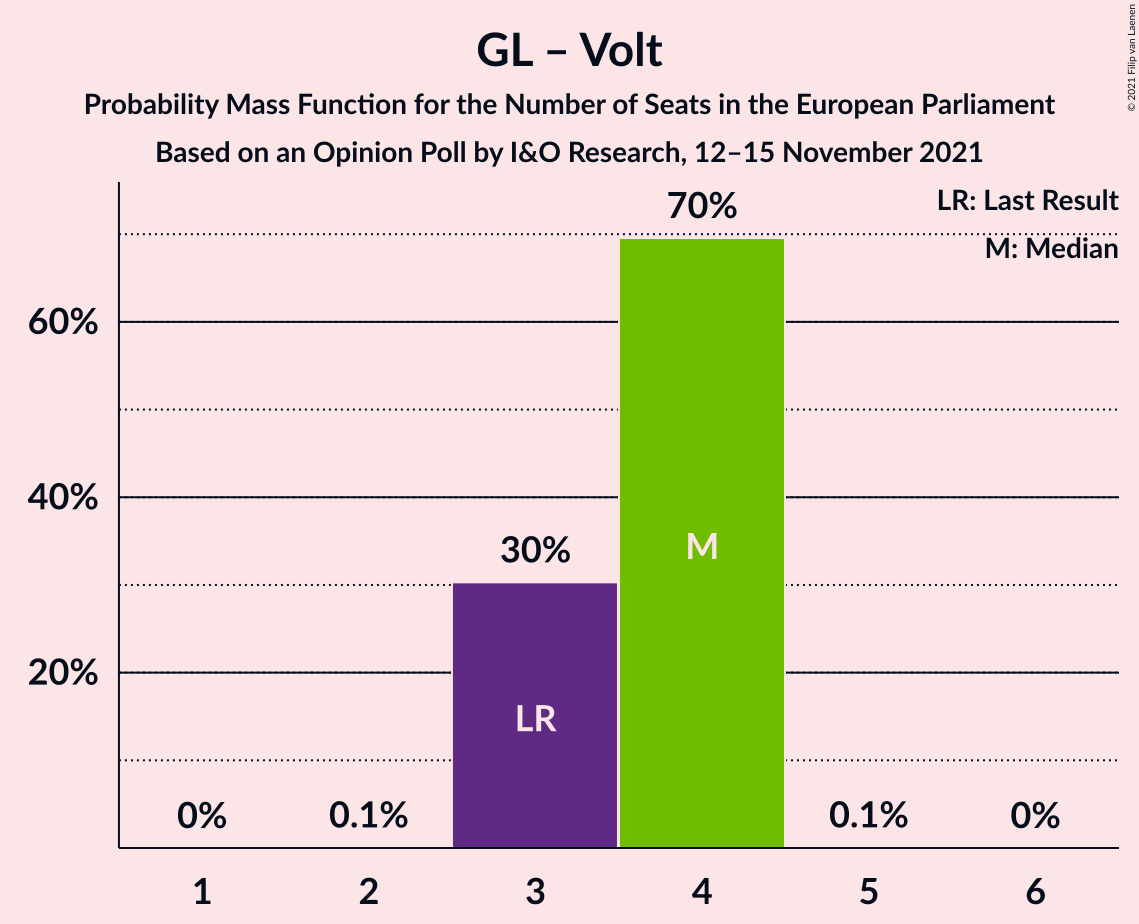 GL – Volt
Probability Mass Function for the Number of Seats in the European Parliament
Based on an Opinion Poll by I&O Research, 12–15 November 2021
© 2021 Filip van Laenen
LR: Last Result
M: Median
70%
60%
40%
M
30%
20%
LR
0%
0.1%
0.1%
0%
1 2 3 4 5 6